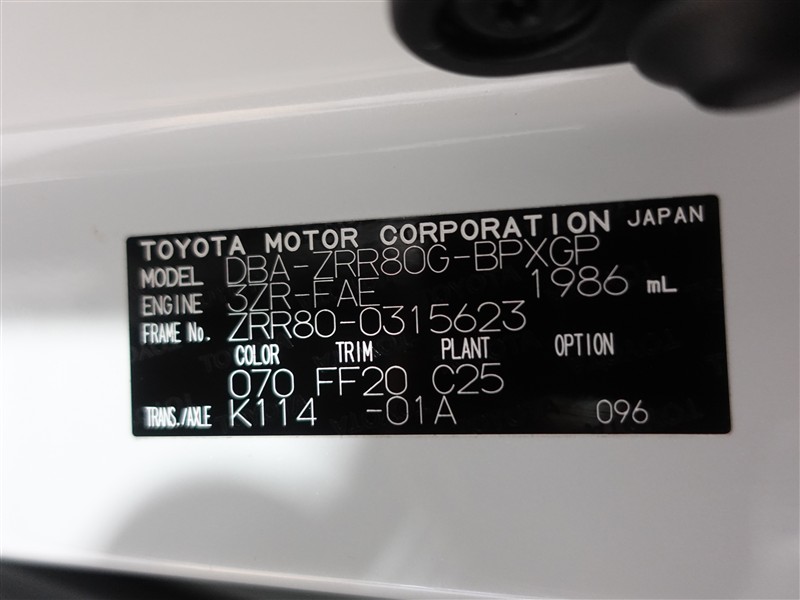 TOYOTA MOTOR CORPORATION JAPAN
MODEL DBA-ZRR80G-BPXGP
ENGINE 3ZR-FAE 1986 mL
FRAME No. ZRR80-0315623
COLOR TRIM PLANT OPTION
070 FF20 C25
TRANS./AXLE K114 -01A 096